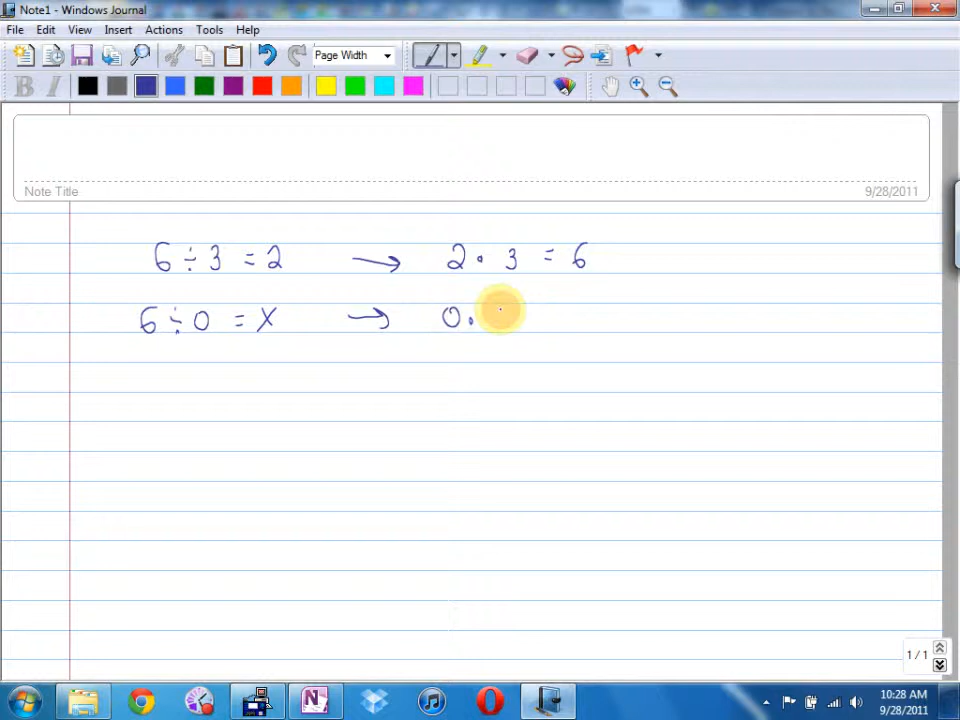 Note1 - Windows Journal
File Edit View Insert Actions Tools Help
Page Width
B I
Note Title 9/28/2011
6 ÷ 3 = 2 → 2 · 3 = 6
6 ÷ 0 = X → 0 ·
1 / 1
10:28 AM
9/28/2011